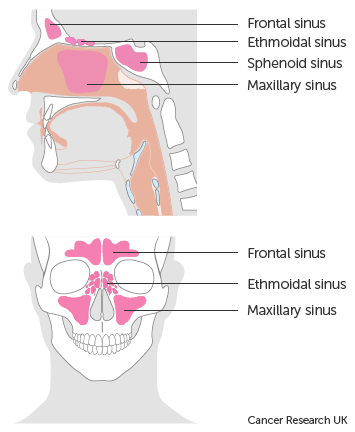 Frontal sinus
Ethmoidal sinus
Sphenoid sinus
Maxillary sinus
Frontal sinus
Ethmoidal sinus
Maxillary sinus
Cancer Research UK